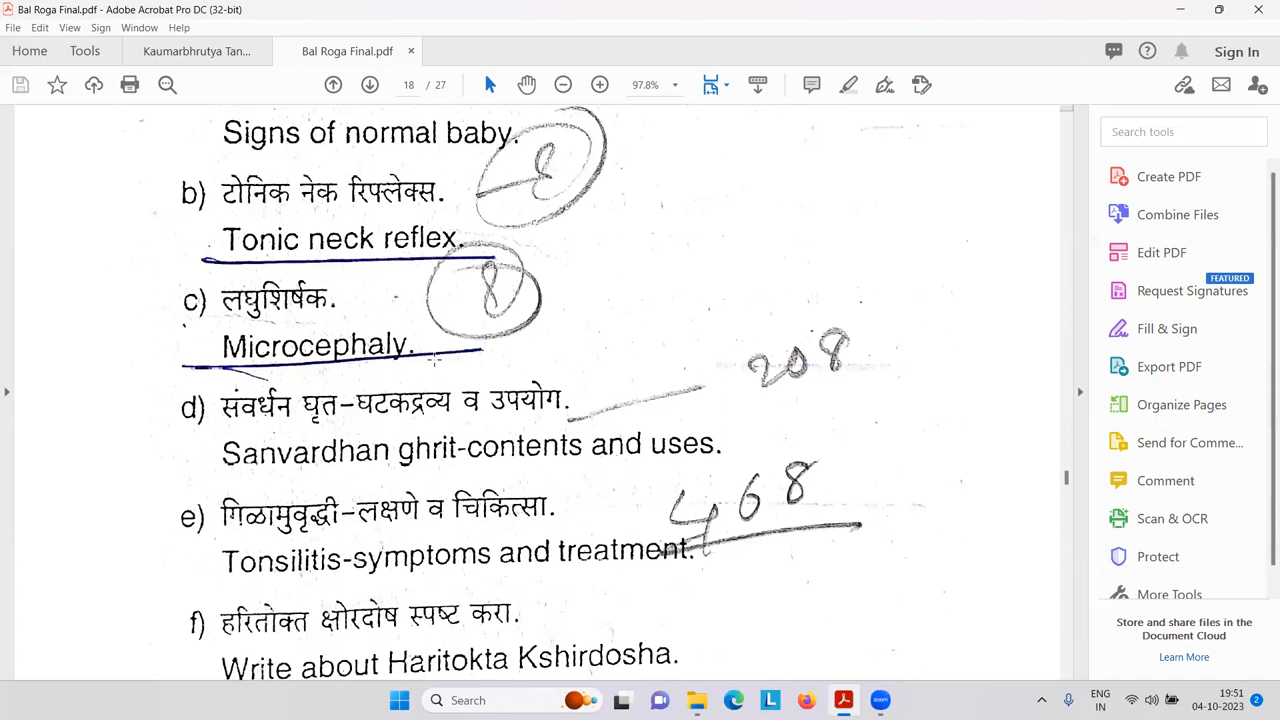 Bal Roga Final.pdf - Adobe Acrobat Pro DC (32-bit)
File Edit View Sign Window Help
Home Tools Kaumarbhrutya Tan... Bal Roga Final.pdf × Sign In
18 / 27 97.8%
Signs of normal baby.
8
b) टोनिक नेक रिफ्लेक्स.
Tonic neck reflex.
c) लघुशिर्षक.
8
Microcephaly.
208
d) संवर्धन घृत-घटकद्रव्य व उपयोग.
Sanvardhan ghrit-contents and uses.
468
e) गिळामुवृद्धी-लक्षणे व चिकित्सा.
Tonsilitis-symptoms and treatment.
f) हरितोक्त क्षोरदोष स्पष्ट करा.
Write about Haritokta Kshirdosha.
Search tools
Create PDF
Combine Files
Edit PDF
FEATURED
Request Signatures
Fill & Sign
Export PDF
Organize Pages
Send for Comme...
Comment
Scan & OCR
Protect
More Tools
Store and share files in the
Document Cloud
Learn More
Search
ENG
IN
19:51
04-10-2023
2